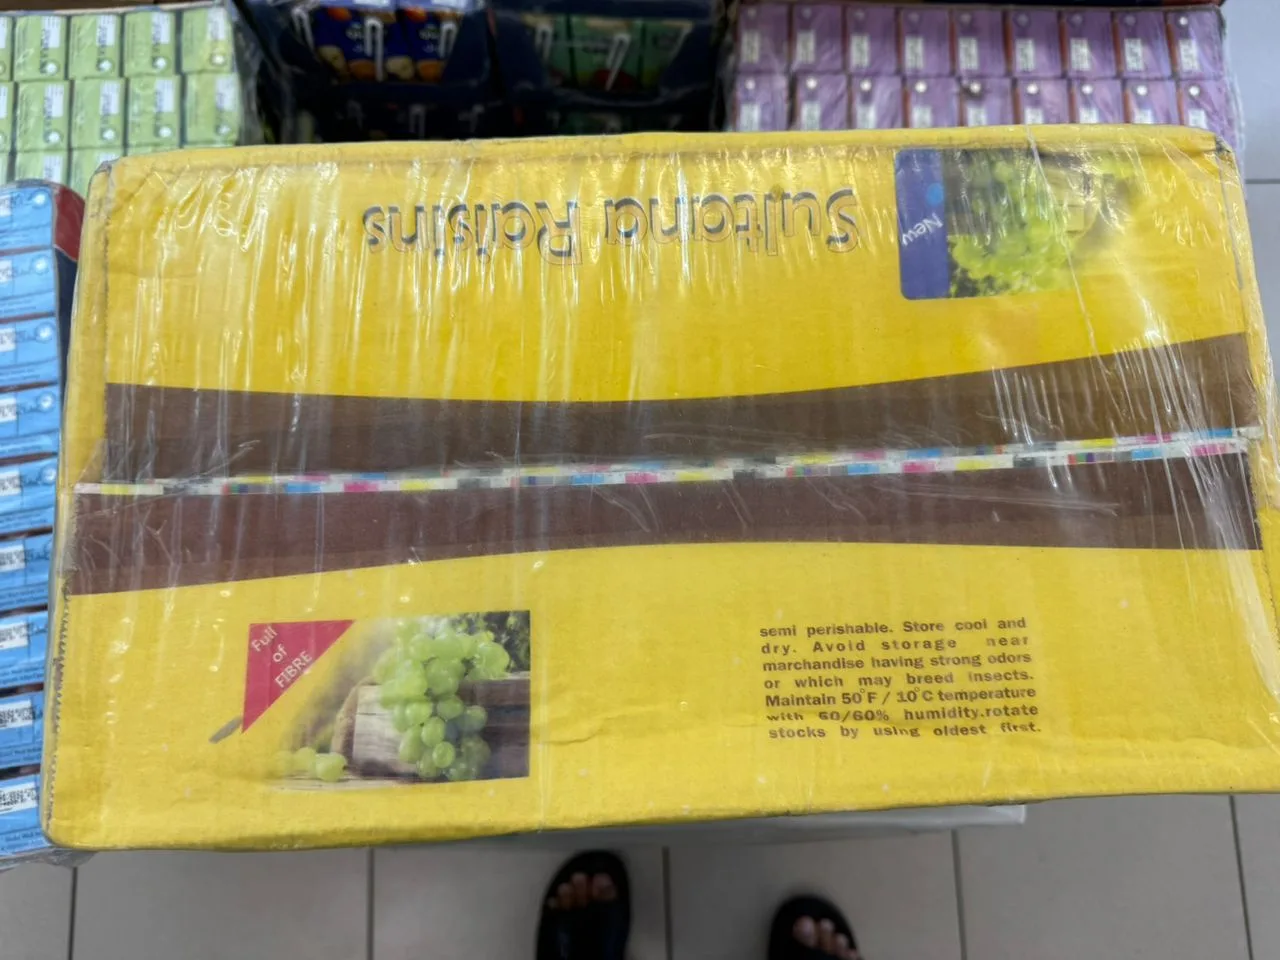 Sultana Raisins
New
Full
of
FIBRE
semi perishable. Store cool and
dry. Avoid storage near
marchandise having strong odors
or which may breed insects.
Maintain 50°F / 10°C temperature
with 50/60% humidity.rotate
stocks by using oldest first.